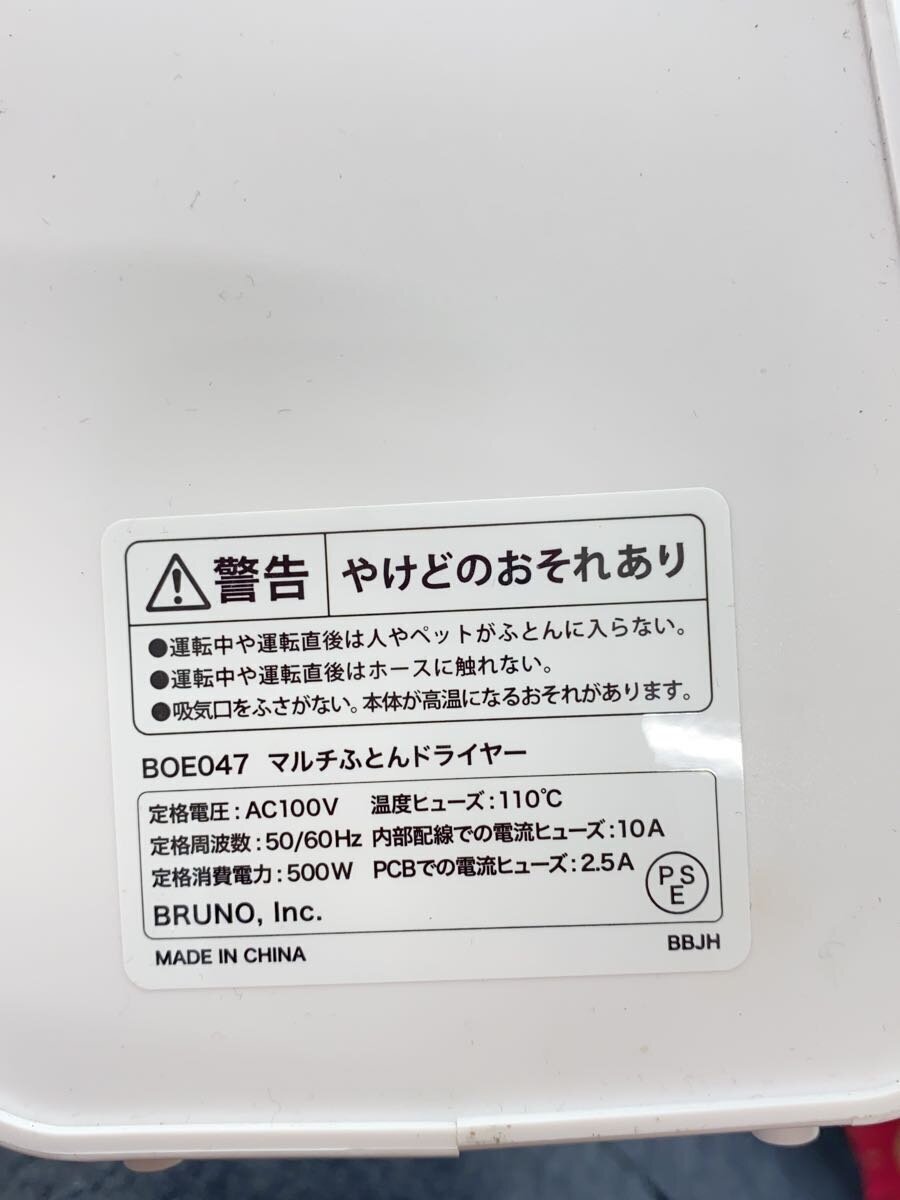 警告 やけどのおそれあり
●運転中や運転直後は人やペットがふとんに入らない。
●運転中や運転直後はホースに触れない。
●吸気口をふさがない。本体が高温になるおそれがあります。
BOE047 マルチふとんドライヤー
定格電圧:AC100V 温度ヒューズ:110℃
定格周波数:50/60Hz 内部配線での電流ヒューズ:10A
定格消費電力:500W PCBでの電流ヒューズ:2.5A
PSE
BRUNO, Inc.
MADE IN CHINA BBJH